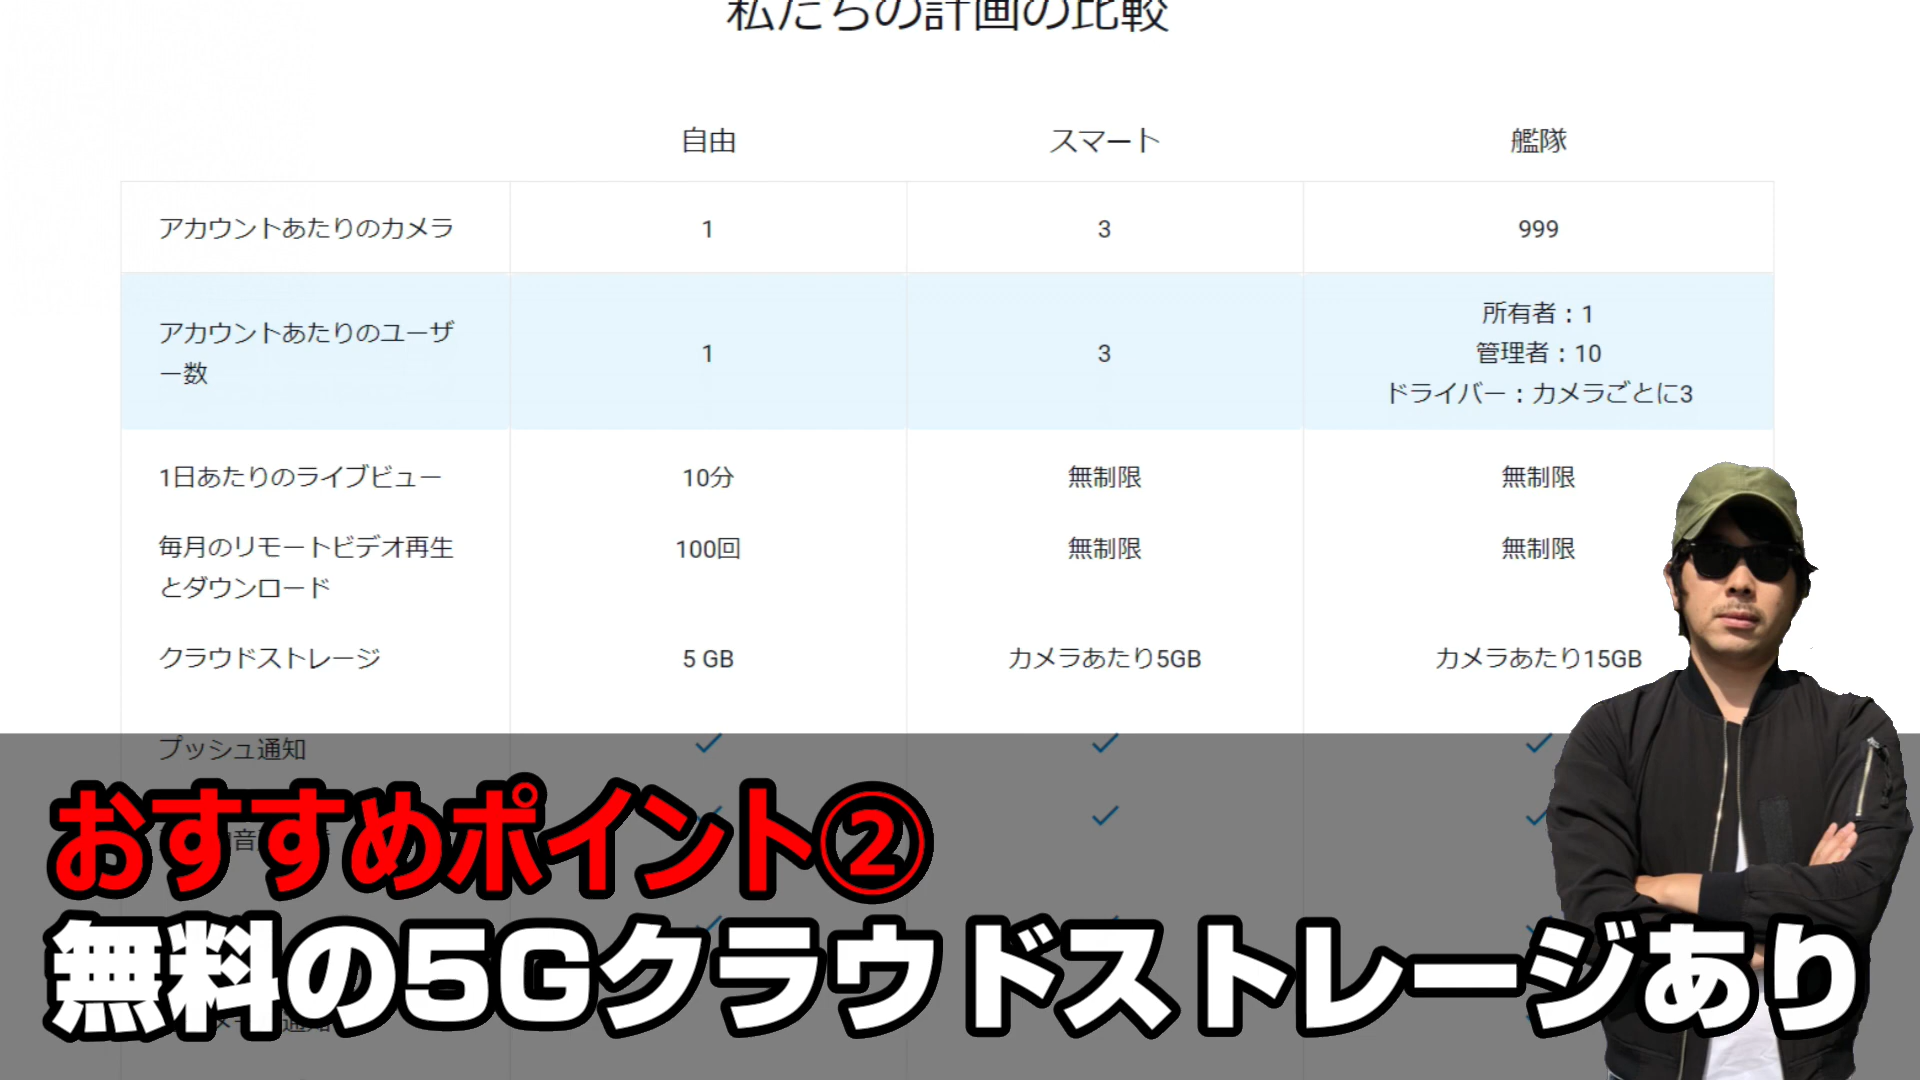 私たちの計画の比較
自由 スマート 艦隊
アカウントあたりのカメラ 1 3 999
アカウントあたりのユーザ
ー数
1 3
所有者：1
管理者：10
ドライバー：カメラごとに3
1日あたりのライブビュー 10分 無制限 無制限
毎月のリモートビデオ再生
とダウンロード
100回 無制限 無制限
クラウドストレージ 5 GB カメラあたり5GB カメラあたり15GB
プッシュ通知
おすすめポイント②
無料の5Gクラウドストレージあり